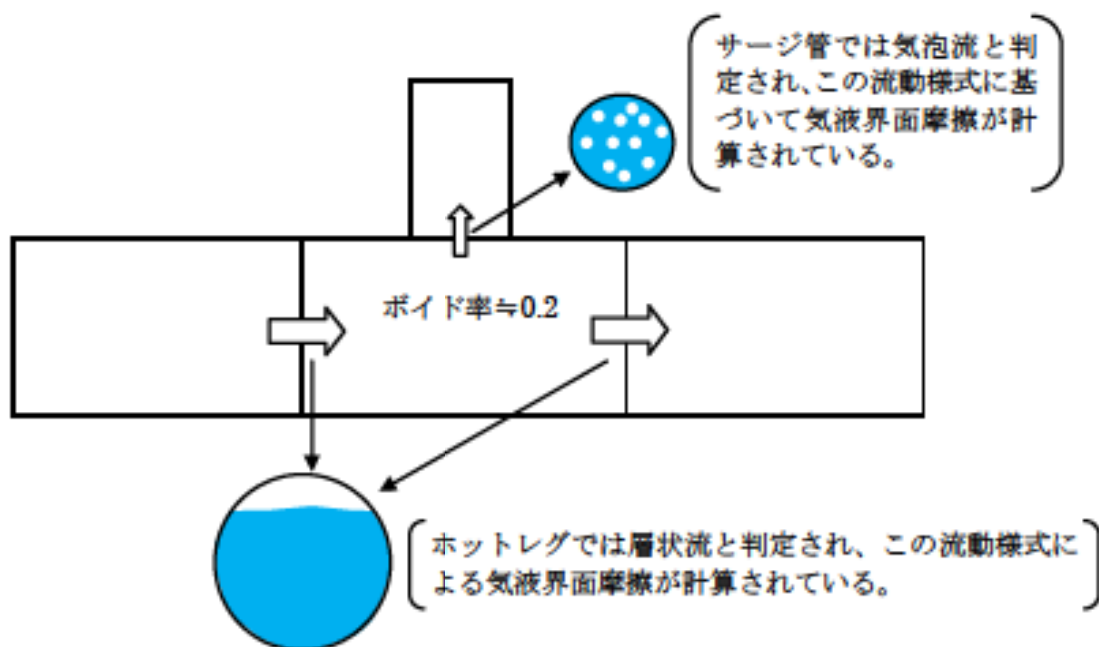 サージ管では気泡流と判
定され、この流動様式に基
づいて気液界面摩擦が計
算されている。
ボイド率≒0.2
ホットレグでは層状流と判定され、この流動様式に
よる気液界面摩擦が計算されている。